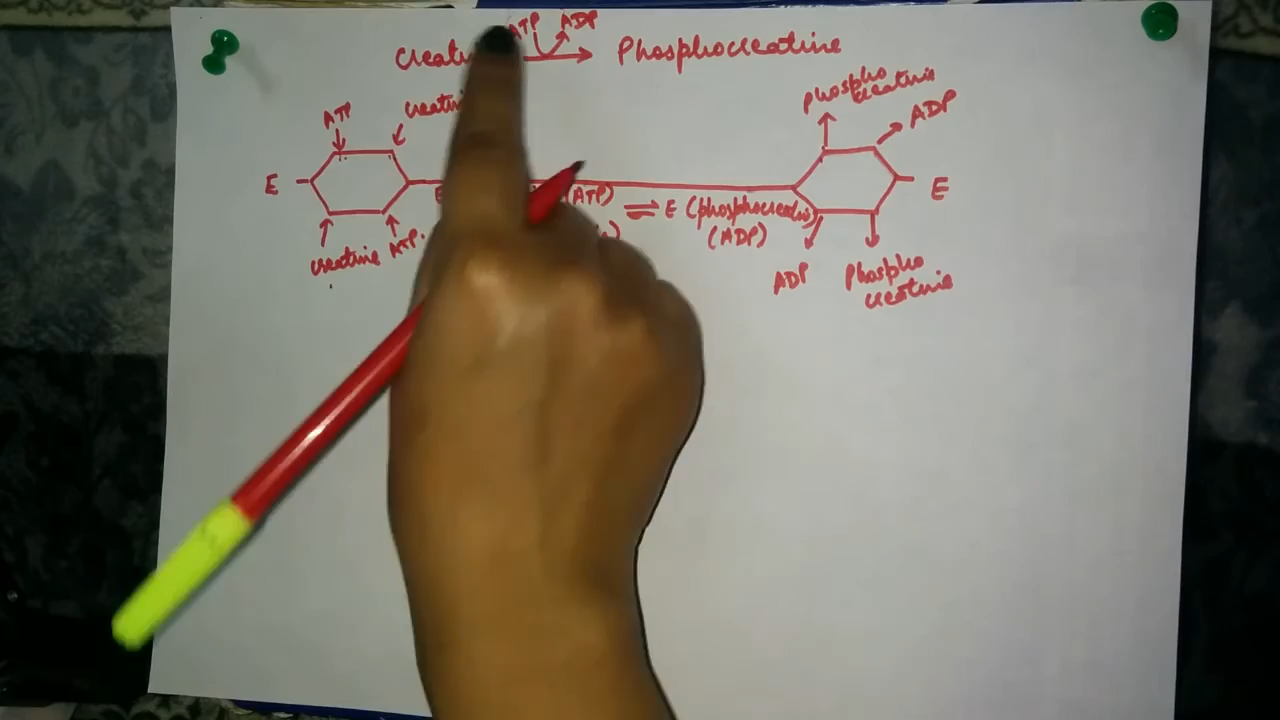 ATP ADP
Phosphocreatine
ATP
E
creatine ATP.
(ATP) ⇌ E (phosphocreatine)
(ADP)
phospho
creatine
ADP
E
ADP
Phospho
creatine